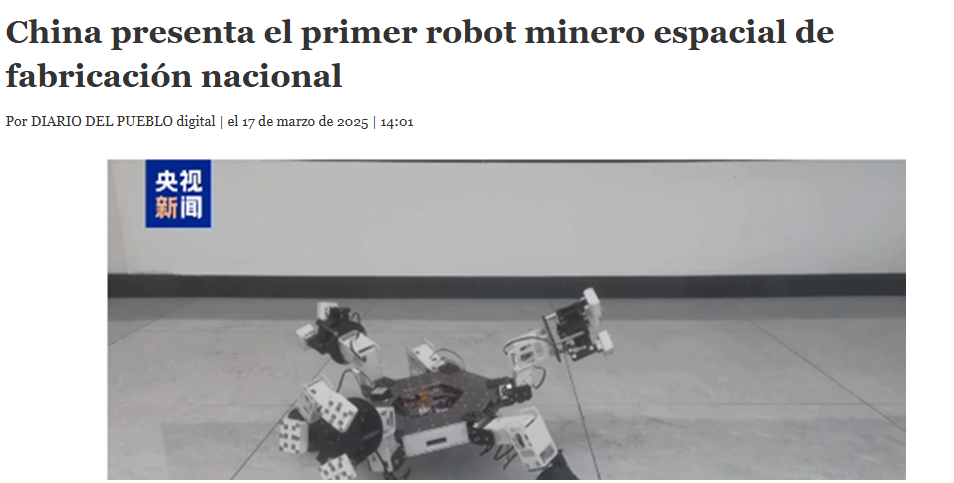 China presenta el primer robot minero espacial de
fabricación nacional
Por DIARIO DEL PUEBLO digital | el 17 de marzo de 2025 | 14:01
央视
新闻